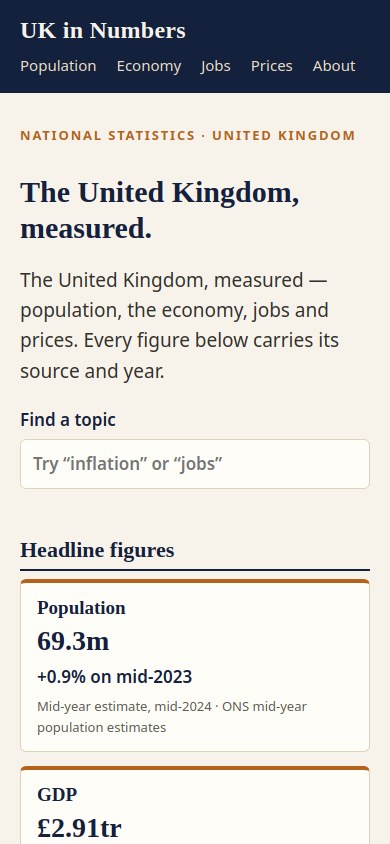 UK in Numbers
Population Economy Jobs Prices About
NATIONAL STATISTICS · UNITED KINGDOM
The United Kingdom,
measured.
The United Kingdom, measured —
population, the economy, jobs and
prices. Every figure below carries its
source and year.
Find a topic
Try “inflation” or “jobs”
Headline figures
Population
69.3m
+0.9% on mid-2023
Mid-year estimate, mid-2024 · ONS mid-year
population estimates
GDP
£2.91tr